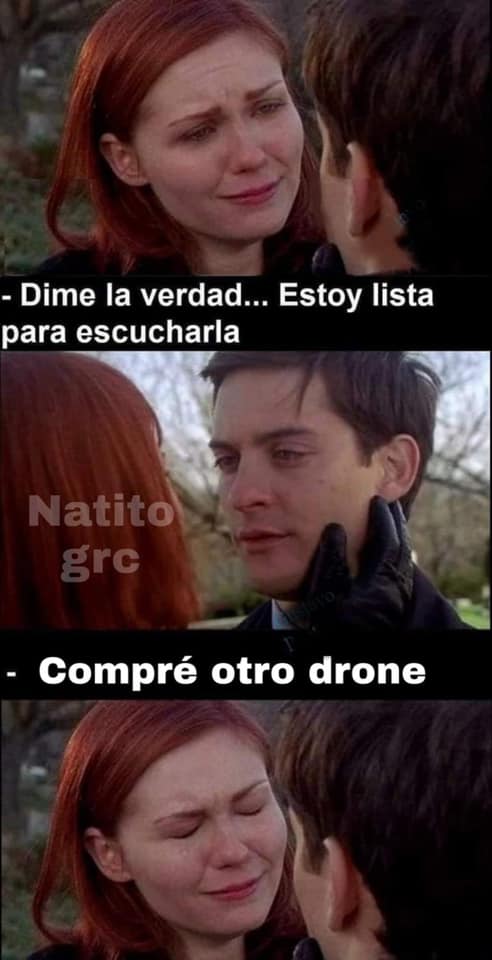 - Dime la verdad... Estoy lista
para escucharla
Natito
grc
- Compré otro drone